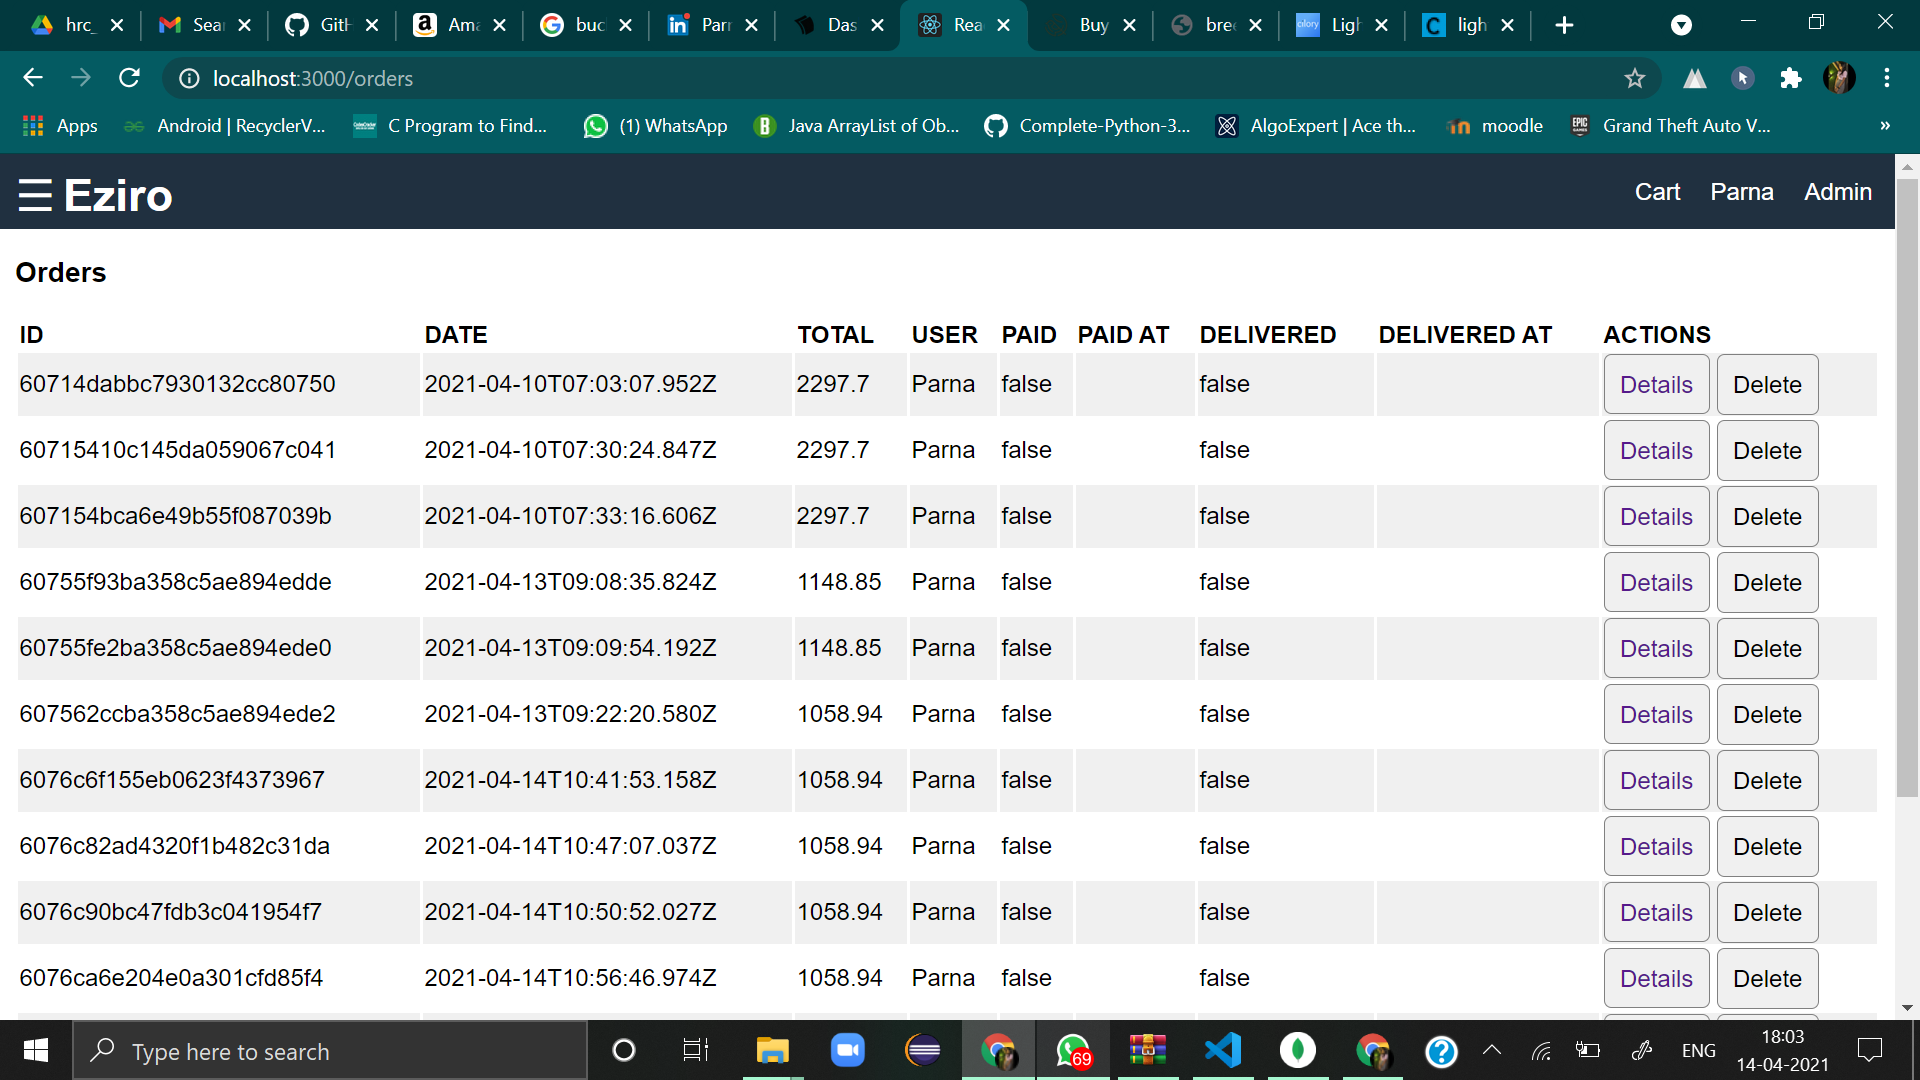 hrc_ Sear GitH Ama buc Parn Das Rea Buy bree Ligh ligh
localhost:3000/orders
Apps Android | RecyclerV... C Program to Find... (1) WhatsApp Java ArrayList of Ob... Complete-Python-3... AlgoExpert | Ace th... moodle Grand Theft Auto V... »
Eziro Cart Parna Admin
Orders
ID DATE TOTAL USER PAID PAID AT DELIVERED DELIVERED AT ACTIONS
60714dabbc7930132cc80750 2021-04-10T07:03:07.952Z 2297.7 Parna false false Details Delete
60715410c145da059067c041 2021-04-10T07:30:24.847Z 2297.7 Parna false false Details Delete
607154bca6e49b55f087039b 2021-04-10T07:33:16.606Z 2297.7 Parna false false Details Delete
60755f93ba358c5ae894edde 2021-04-13T09:08:35.824Z 1148.85 Parna false false Details Delete
60755fe2ba358c5ae894ede0 2021-04-13T09:09:54.192Z 1148.85 Parna false false Details Delete
607562ccba358c5ae894ede2 2021-04-13T09:22:20.580Z 1058.94 Parna false false Details Delete
6076c6f155eb0623f4373967 2021-04-14T10:41:53.158Z 1058.94 Parna false false Details Delete
6076c82ad4320f1b482c31da 2021-04-14T10:47:07.037Z 1058.94 Parna false false Details Delete
6076c90bc47fdb3c041954f7 2021-04-14T10:50:52.027Z 1058.94 Parna false false Details Delete
6076ca6e204e0a301cfd85f4 2021-04-14T10:56:46.974Z 1058.94 Parna false false Details Delete
Type here to search 69 ENG 18:03
14-04-2021